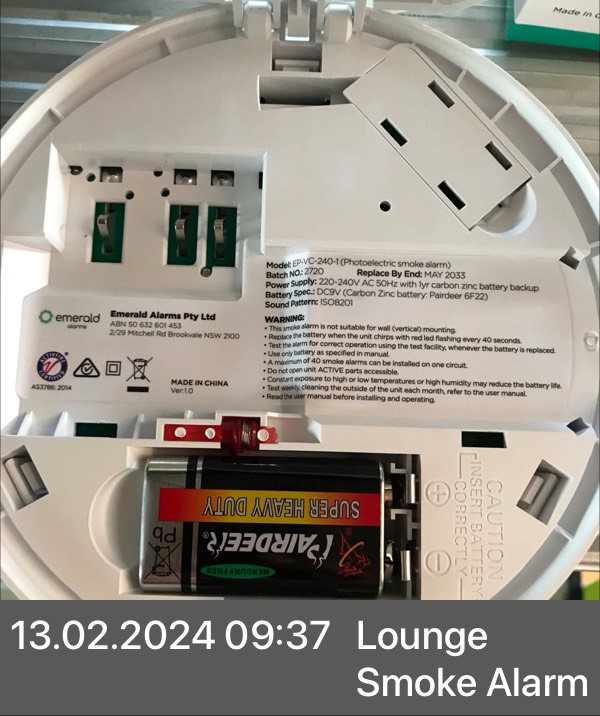 Made in
Model: EP-VC-240-1 (Photoelectric smoke alarm)
Batch NO.: 2720 Replace By End: MAY 2033
Power Supply: 220-240V AC 50Hz with 1yr carbon zinc battery backup
Battery Spec.: DC9V (Carbon Zinc battery: Pairdeer 6F22)
Sound Pattern: ISO8201
WARNING:
• This smoke alarm is not suitable for wall (vertical) mounting.
• Replace the battery when the unit chirps with red led flashing every 40 seconds.
• Test the alarm for correct operation using the test facility, whenever the battery is replaced.
• Use only battery as specified in manual.
• A maximum of 40 smoke alarms can be installed on one circuit.
• Do not open unit ACTIVE parts accessible.
• Constant exposure to high or low temperatures or high humidity may reduce the battery life.
• Test weekly, cleaning the outside of the unit each month, refer to the user manual.
• Read the user manual before installing and operating.
emerald
alarms
Emerald Alarms Pty Ltd
ABN 50 632 601 453
2/29 Mitchell Rd Brookvale NSW 2100
AS3786: 2014
MADE IN CHINA
Ver:1.0
CAUTION
INSERT BATTERY
CORRECTLY
SUPER HEAVY DUTY
PAIRDEER
Pb
MERCURY FREE
13.02.2024 09:37 Lounge
Smoke Alarm